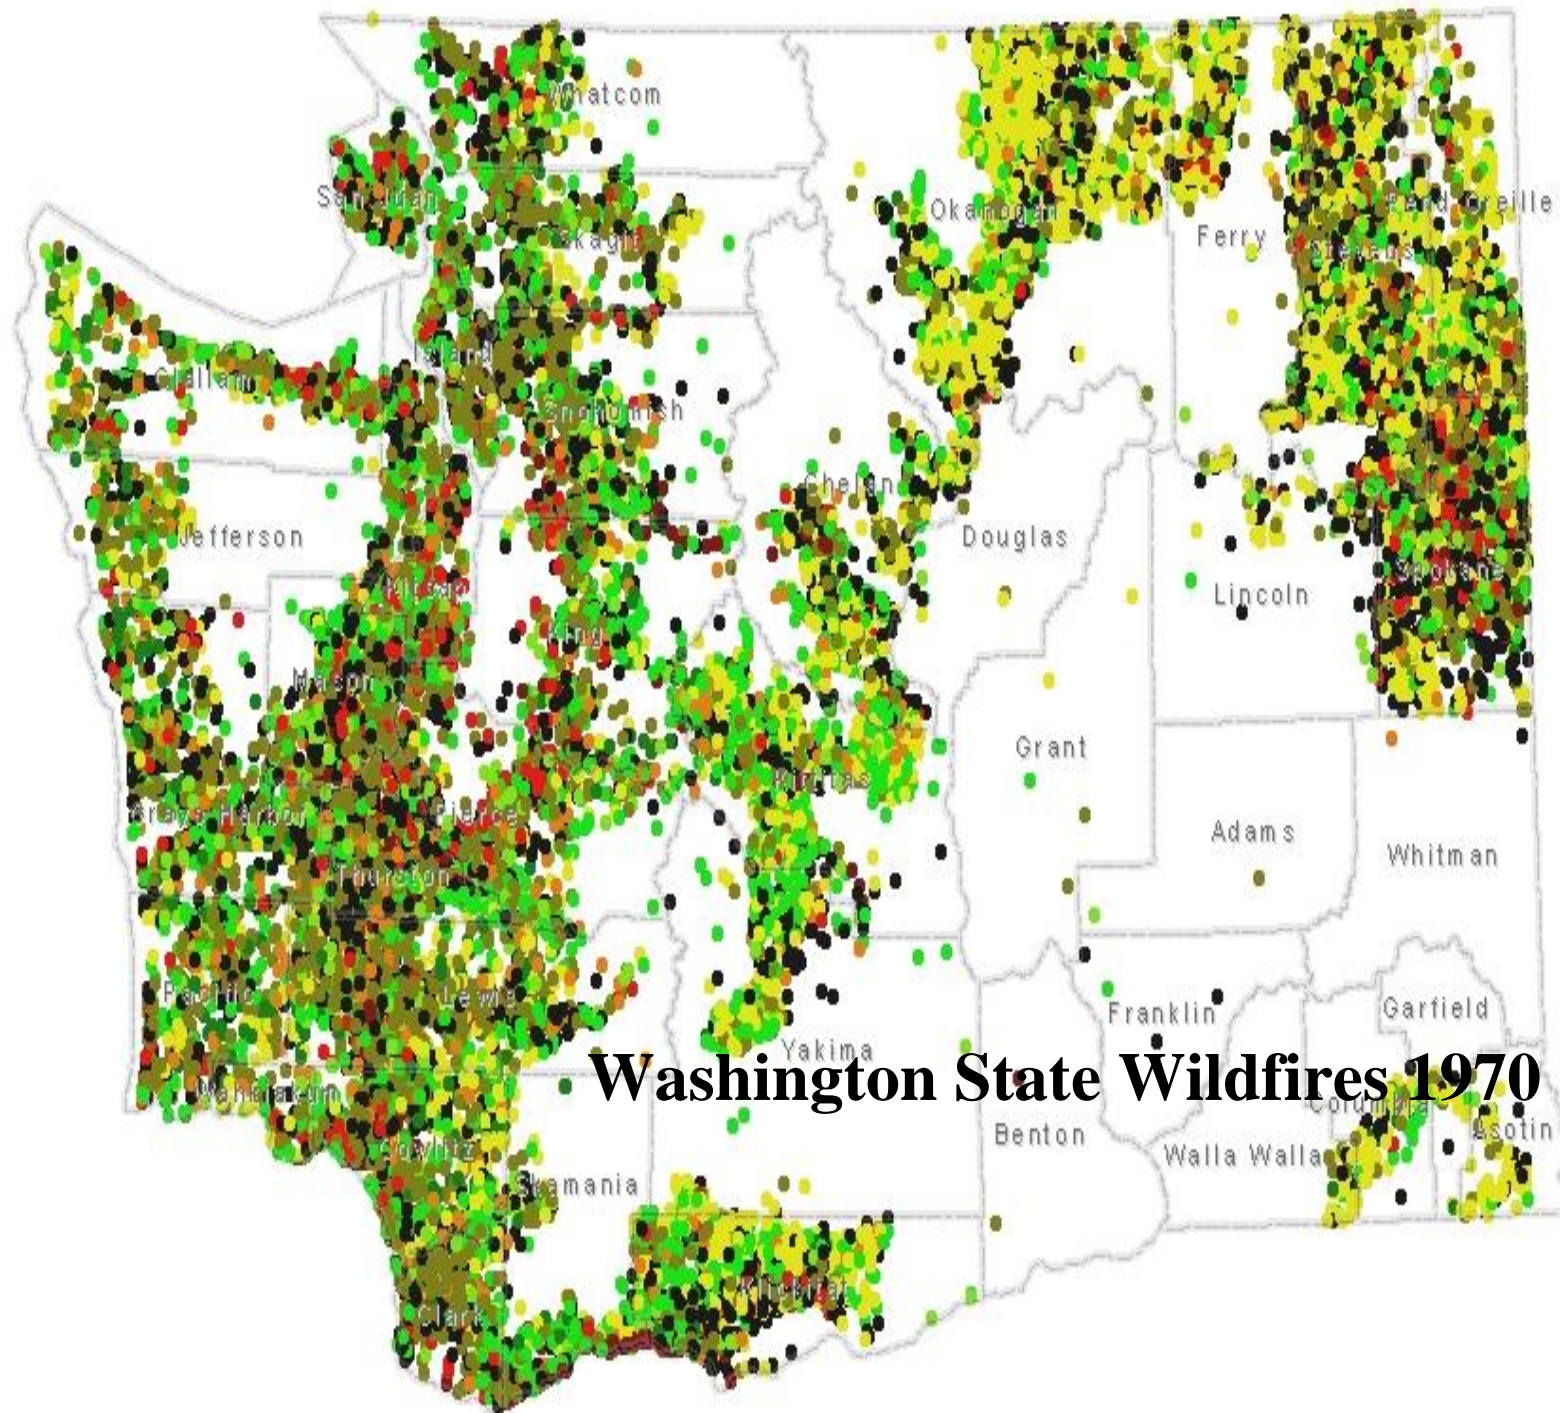 Whatcom
San Juan
Okanogan
Pend Oreille
Skagit
Ferry
Stevens
Island
Clallam
Snohomish
Chelan
Jefferson
Douglas
Spokane
Kitsap
Lincoln
King
Mason
Grant
Kittitas
Grays Harbor
Pierce
Adams
Whitman
Thurston
Pacific
Lewis
Garfield
Franklin
Yakima
Washington State Wildfires 1970
Wahkiakum
Columbia
Benton
Asotin
Cowlitz
Walla Walla
Skamania
Klickitat
Clark